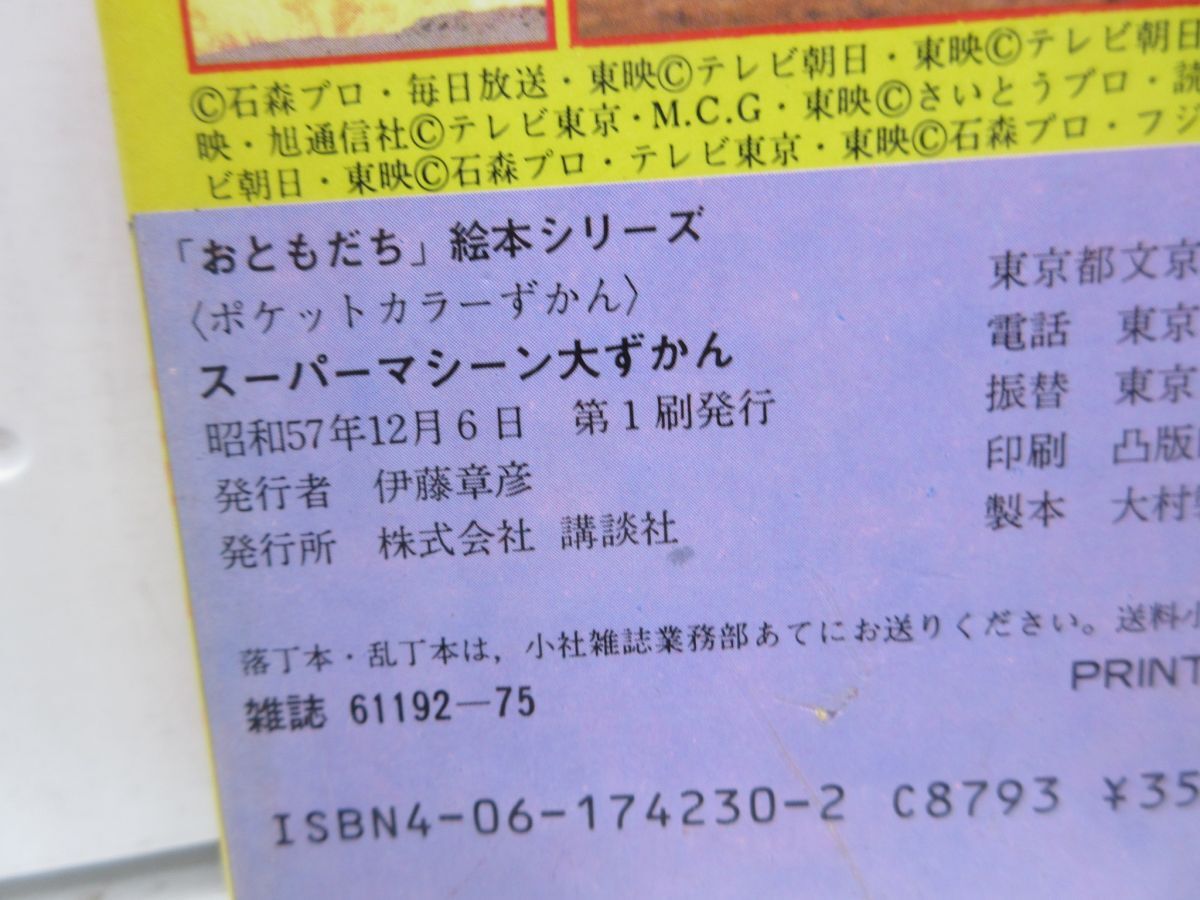 ©石森プロ・毎日放送・東映©テレビ朝日・東映©テレビ朝日
映・旭通信社©テレビ東京・M.C.G・東映©さいとうプロ・読
ビ朝日・東映©石森プロ・テレビ東京・東映©石森プロ・フジ
「おともだち」絵本シリーズ
〈ポケットカラーずかん〉
スーパーマシーン大ずかん
昭和57年12月6日 第1刷発行
発行者 伊藤章彦
発行所 株式会社 講談社
東京都文京
電話 東京
振替 東京
印刷 凸版
製本 大村
落丁本・乱丁本は，小社雑誌業務部あてにお送りください。送料小
雑誌 61192—75
PRINT
ISBN4-06-174230-2 C8793 ¥35